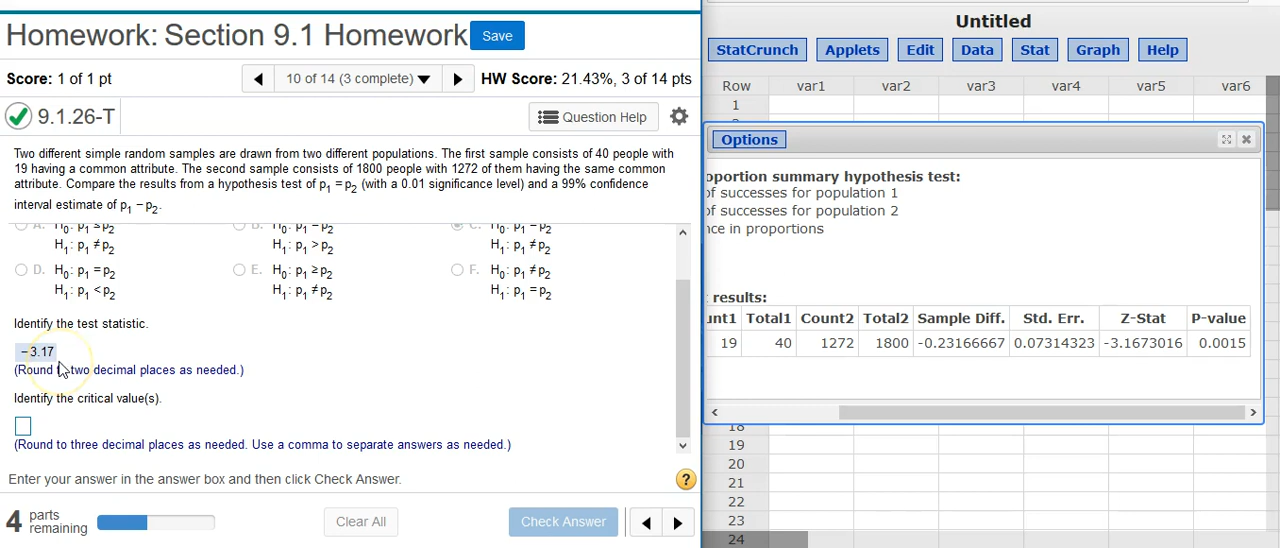 Homework: Section 9.1 Homework Save
Score: 1 of 1 pt 10 of 14 (3 complete) HW Score: 21.43%, 3 of 14 pts
9.1.26-T Question Help
Two different simple random samples are drawn from two different populations. The first sample consists of 40 people with
19 having a common attribute. The second sample consists of 1800 people with 1272 of them having the same common
attribute. Compare the results from a hypothesis test of p1 = p2 (with a 0.01 significance level) and a 99% confidence
interval estimate of p1 − p2.
A. H0: p1 ≥ p2 B. H0: p1 = p2 C. H0: p1 = p2
H1: p1 ≠ p2 H1: p1 > p2 H1: p1 ≠ p2
D. H0: p1 = p2 E. H0: p1 ≥ p2 F. H0: p1 ≠ p2
H1: p1 < p2 H1: p1 ≠ p2 H1: p1 = p2
Identify the test statistic.
− 3.17
(Round to two decimal places as needed.)
Identify the critical value(s).
(Round to three decimal places as needed. Use a comma to separate answers as needed.)
Enter your answer in the answer box and then click Check Answer.
?
4 parts remaining Clear All Check Answer
Untitled
StatCrunch Applets Edit Data Stat Graph Help
Row var1 var2 var3 var4 var5 var6
1
Options
oportion summary hypothesis test:
of successes for population 1
of successes for population 2
nce in proportions
results:
unt1 Total1 Count2 Total2 Sample Diff. Std. Err. Z-Stat P-value
19 40 1272 1800 -0.23166667 0.07314323 -3.1673016 0.0015
18
19
20
21
22
23
24